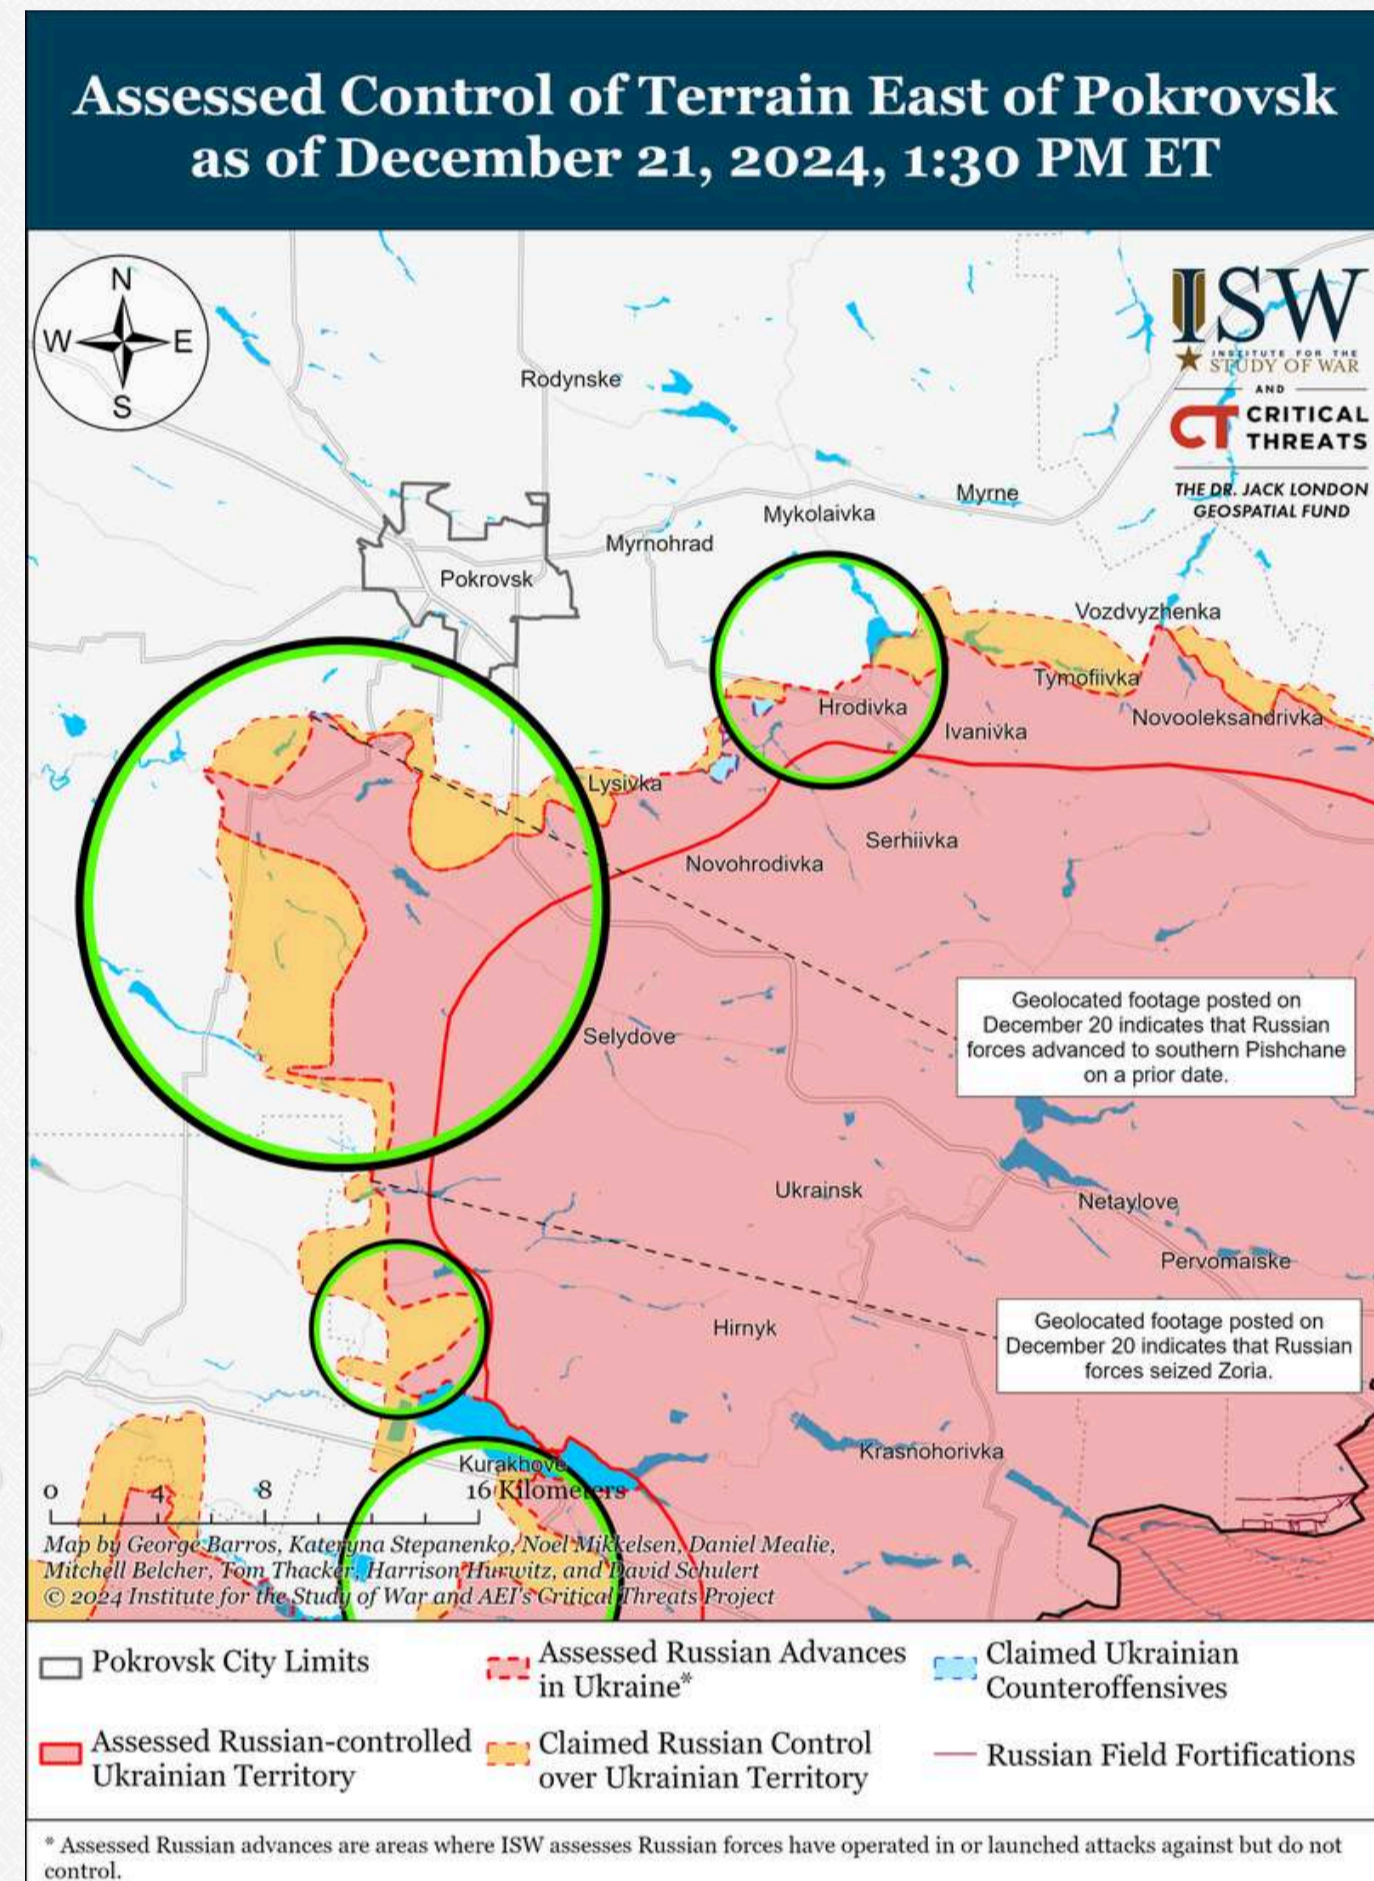 Assessed Control of Terrain East of Pokrovsk
as of December 21, 2024, 1:30 PM ET
N
W
E
S
ISW
INSTITUTE FOR THE
STUDY OF WAR
AND
CT CRITICAL
THREATS
THE DR. JACK LONDON
GEOSPATIAL FUND
Rodynske
Myrne
Mykolaivka
Myrnohrad
Pokrovsk
Vozdvyzhenka
Tymofiivka
Hrodivka
Novooleksandrivka
Ivanivka
Lysivka
Serhiivka
Novohrodivka
Geolocated footage posted on
December 20 indicates that Russian
forces advanced to southern Pishchane
on a prior date.
Selydove
Ukrainsk
Netaylove
Pervomaiske
Hirnyk
Geolocated footage posted on
December 20 indicates that Russian
forces seized Zoria.
Krasnohorivka
Kurakhove
0 4 8 16 Kilometers
Map by George Barros, Kateryna Stepanenko, Noel Mikkelsen, Daniel Mealie,
Mitchell Belcher, Tom Thacker, Harrison Hurwitz, and David Schulert
© 2024 Institute for the Study of War and AEI's Critical Threats Project
Pokrovsk City Limits
Assessed Russian Advances
in Ukraine*
Claimed Ukrainian
Counteroffensives
Assessed Russian-controlled
Ukrainian Territory
Claimed Russian Control
over Ukrainian Territory
Russian Field Fortifications
* Assessed Russian advances are areas where ISW assesses Russian forces have operated in or launched attacks against but do not
control.